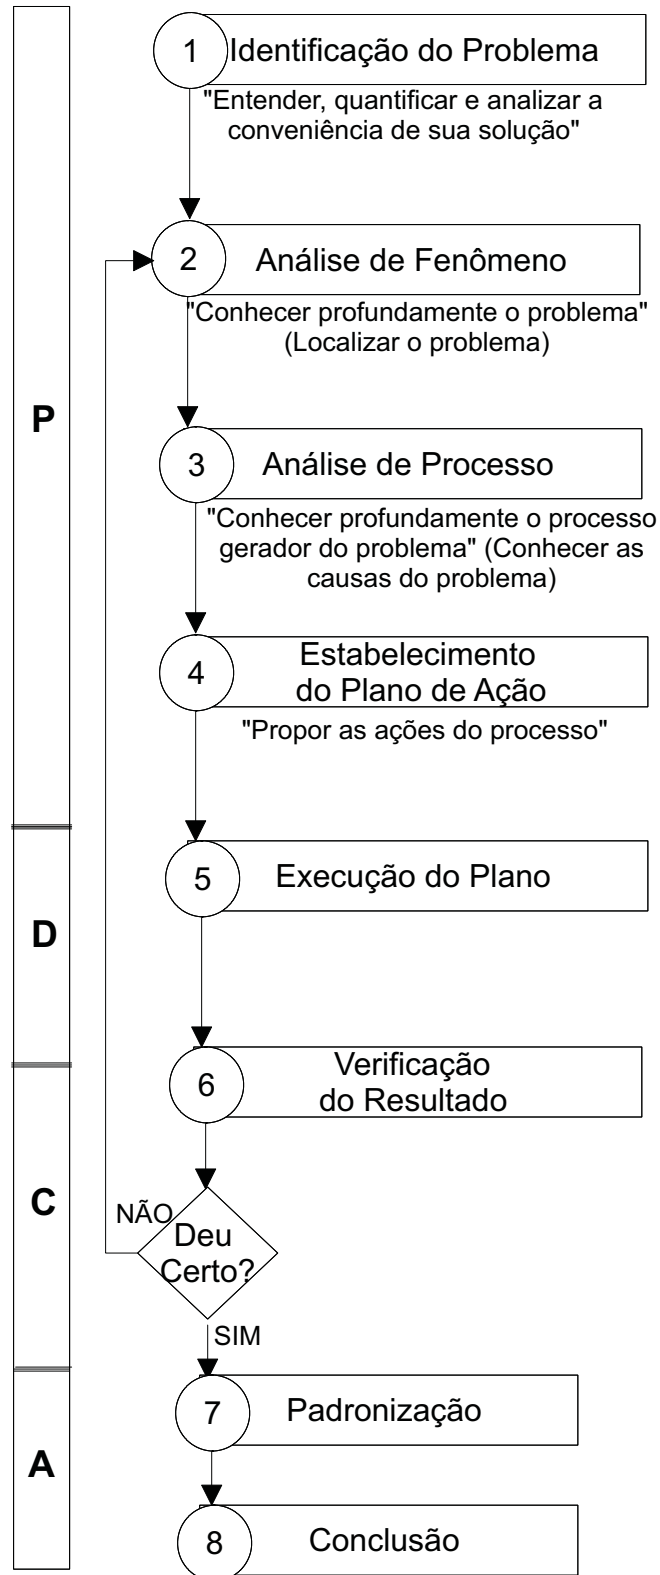 1
Identificação do Problema
"Entender, quantificar e analizar a
conveniência de sua solução"
2
Análise de Fenômeno
"Conhecer profundamente o problema"
(Localizar o problema)
P
3
Análise de Processo
"Conhecer profundamente o processo
gerador do problema" (Conhecer as
causas do problema)
4
Estabelecimento
do Plano de Ação
"Propor as ações do processo"
5
Execução do Plano
D
6
Verificação
do Resultado
C
NÃO
Deu
Certo?
SIM
7
Padronização
A
8
Conclusão